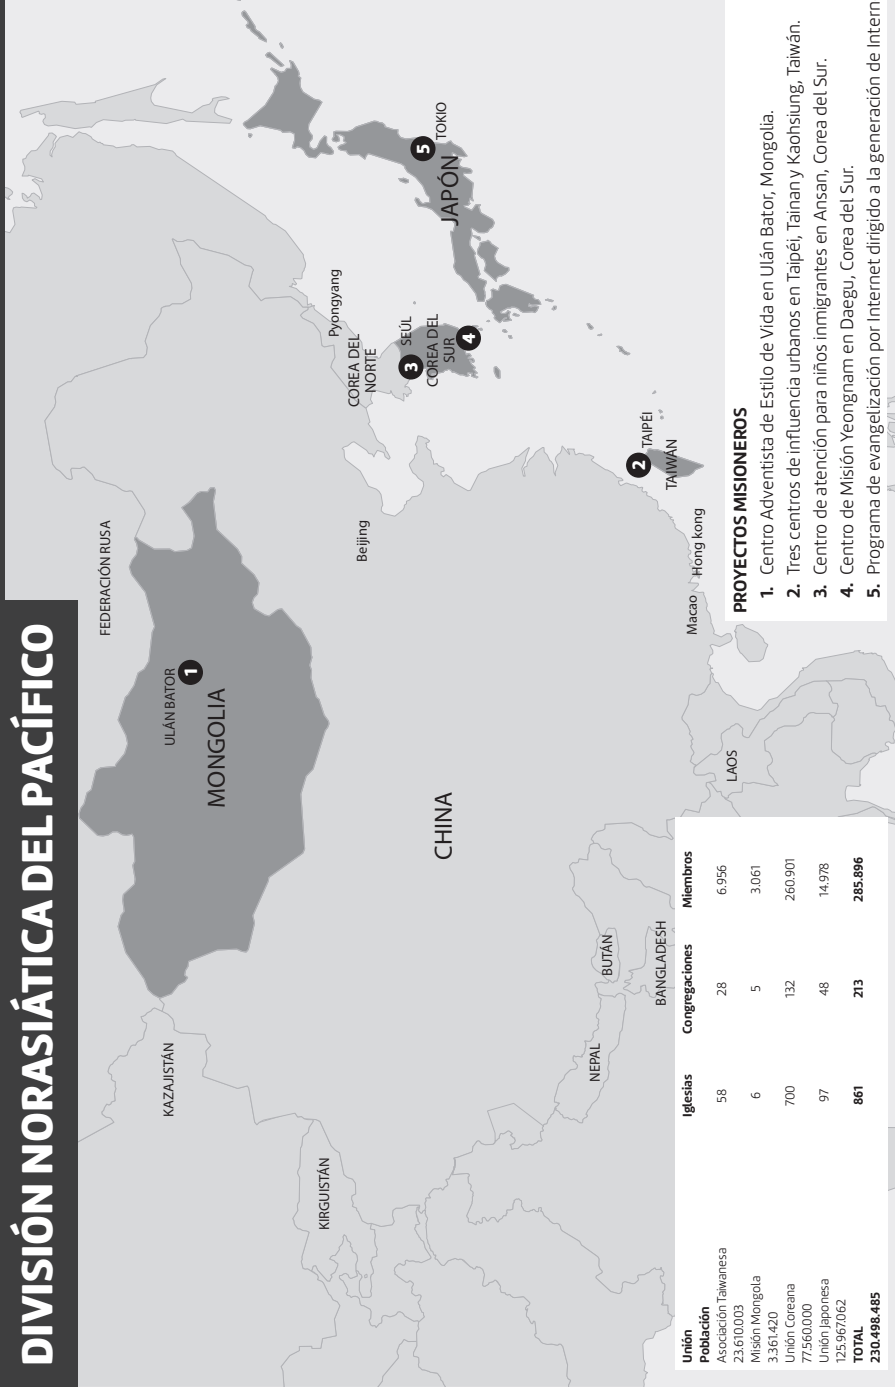 DIVISIÓN NORASIÁTICA DEL PACÍFICO
FEDERACIÓN RUSA
KAZAJISTÁN
ULÁN BATOR
1
MONGOLIA
KIRGUISTÁN
CHINA
Beijing
Pyongyang
COREA DEL
NORTE
3
SEÚL
COREA DEL
SUR
4
5
TOKIO
JAPÓN
2
TAIPÉI
TAIWÁN
NEPAL
BUTÁN
BANGLADESH
LAOS
Macao
Hong kong
Unión Iglesias Congregaciones Miembros
Población
Asociación Taiwanesa 58 28 6.956
23.610.003
Misión Mongola 6 5 3.061
3.361.420
Unión Coreana 700 132 260.901
77.560.000
Unión Japonesa 97 48 14.978
125.967.062
TOTAL 861 213 285.896
230.498.485
PROYECTOS MISIONEROS
1. Centro Adventista de Estilo de Vida en Ulán Bator, Mongolia.
2. Tres centros de influencia urbanos en Taipéi, Tainan y Kaohsiung, Taiwán.
3. Centro de atención para niños inmigrantes en Ansan, Corea del Sur.
4. Centro de Misión Yeongnam en Daegu, Corea del Sur.
5. Programa de evangelización por Internet dirigido a la generación de Intern